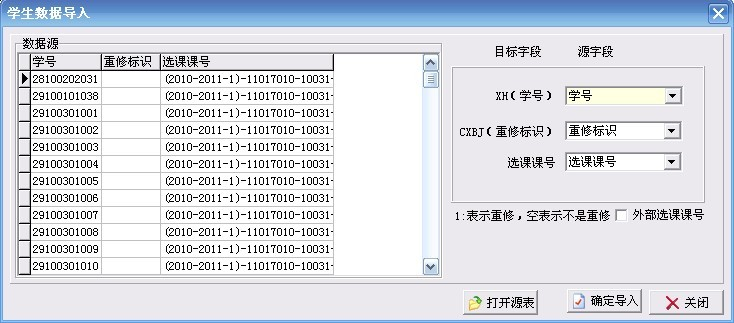 学生数据导入
数据源
学号 重修标识 选课课号
28100202031 (2010-2011-1)-11017010-10031-
29100101038 (2010-2011-1)-11017010-10031-
29100301001 (2010-2011-1)-11017010-10031-
29100301002 (2010-2011-1)-11017010-10031-
29100301003 (2010-2011-1)-11017010-10031-
29100301004 (2010-2011-1)-11017010-10031-
29100301005 (2010-2011-1)-11017010-10031-
29100301006 (2010-2011-1)-11017010-10031-
29100301007 (2010-2011-1)-11017010-10031-
29100301008 (2010-2011-1)-11017010-10031-
29100301009 (2010-2011-1)-11017010-10031-
29100301010 (2010-2011-1)-11017010-10031-
目标字段 源字段
XH(学号) 学号
CXBJ(重修标识) 重修标识
选课课号 选课课号
1:表示重修，空表示不是重修 外部选课课号
打开源表 确定导入 关闭